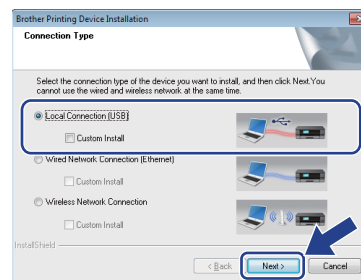 Brother Printing Device Installation
Connection Type
Select the connection type of the device you want to install, and then click Next.You
cannot use the wired and wireless network at the same time.
Local Connection (USB)
Custom Install
Wired Network Connection (Ethernet)
Custom Install
Wireless Network Connection
Custom Install
InstallShield
< Back
Next >
Cancel